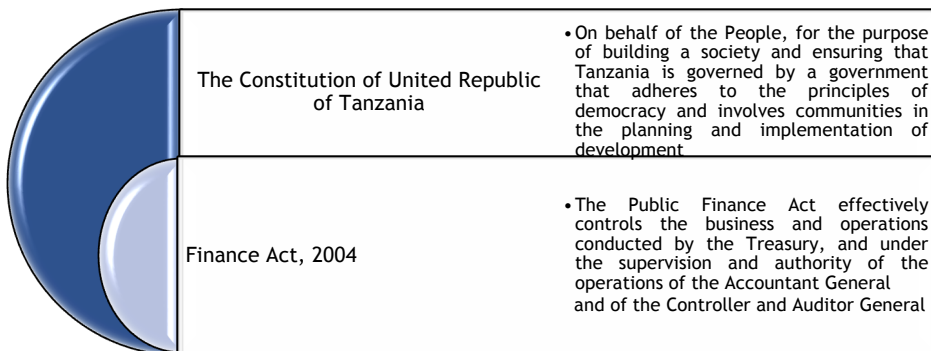 The Constitution of United Republic
of Tanzania
•On behalf of the People, for the purpose
of building a society and ensuring that
Tanzania is governed by a government
that adheres to the principles of
democracy and involves communities in
the planning and implementation of
development
Finance Act, 2004
•The Public Finance Act effectively
controls the business and operations
conducted by the Treasury, and under
the supervision and authority of the
operations of the Accountant General
and of the Controller and Auditor General